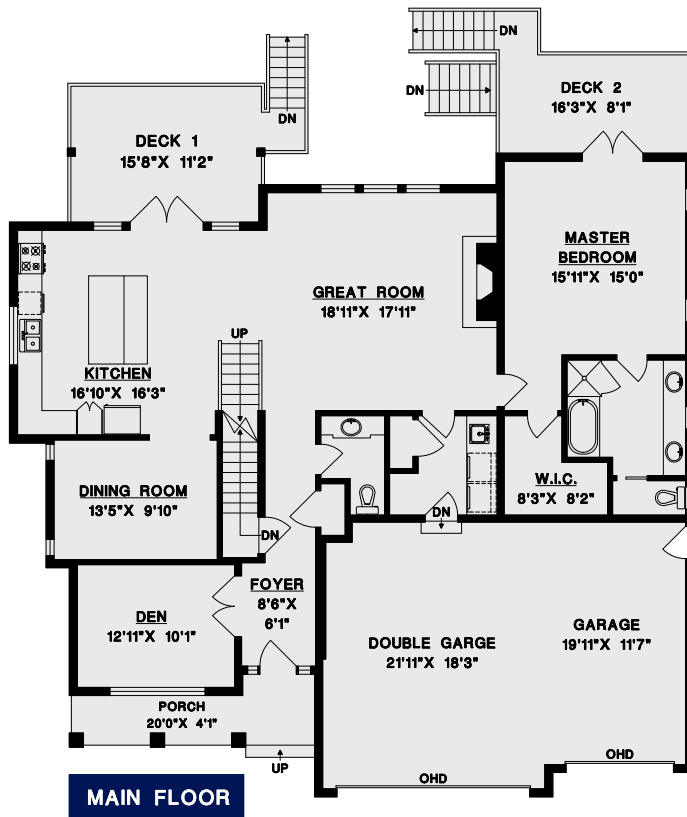 DN
DECK 2
16'3"X 8'1"
DN
DN
DECK 1
15'8"X 11'2"
MASTER
BEDROOM
15'11"X 15'0"
GREAT ROOM
18'11"X 17'11"
UP
KITCHEN
16'10"X 16'3"
W.I.C.
8'3"X 8'2"
DINING ROOM
13'5"X 9'10"
DN
DN
FOYER
8'6"X
6'1"
DEN
12'11"X 10'1"
DOUBLE GARGE
21'11"X 18'3"
GARAGE
19'11"X 11'7"
PORCH
20'0"X 4'1"
UP
OHD
OHD
MAIN FLOOR